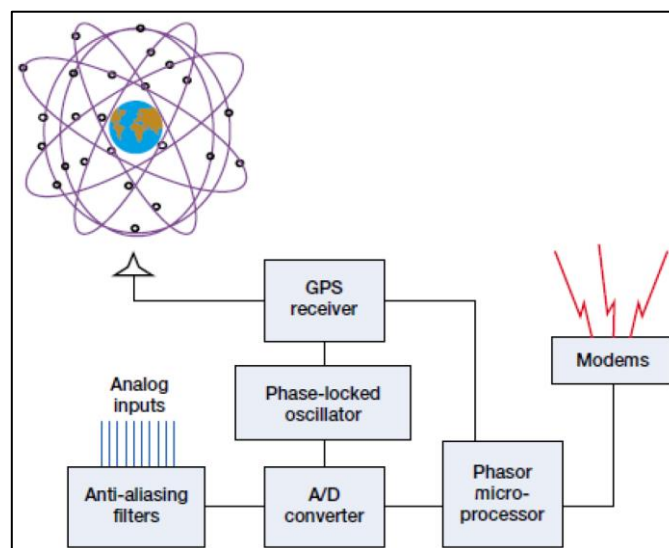 GPS
receiver
Modems
Analog
inputs
Phase-locked
oscillator
Anti-aliasing
filters
A/D
converter
Phasor
micro-
processor